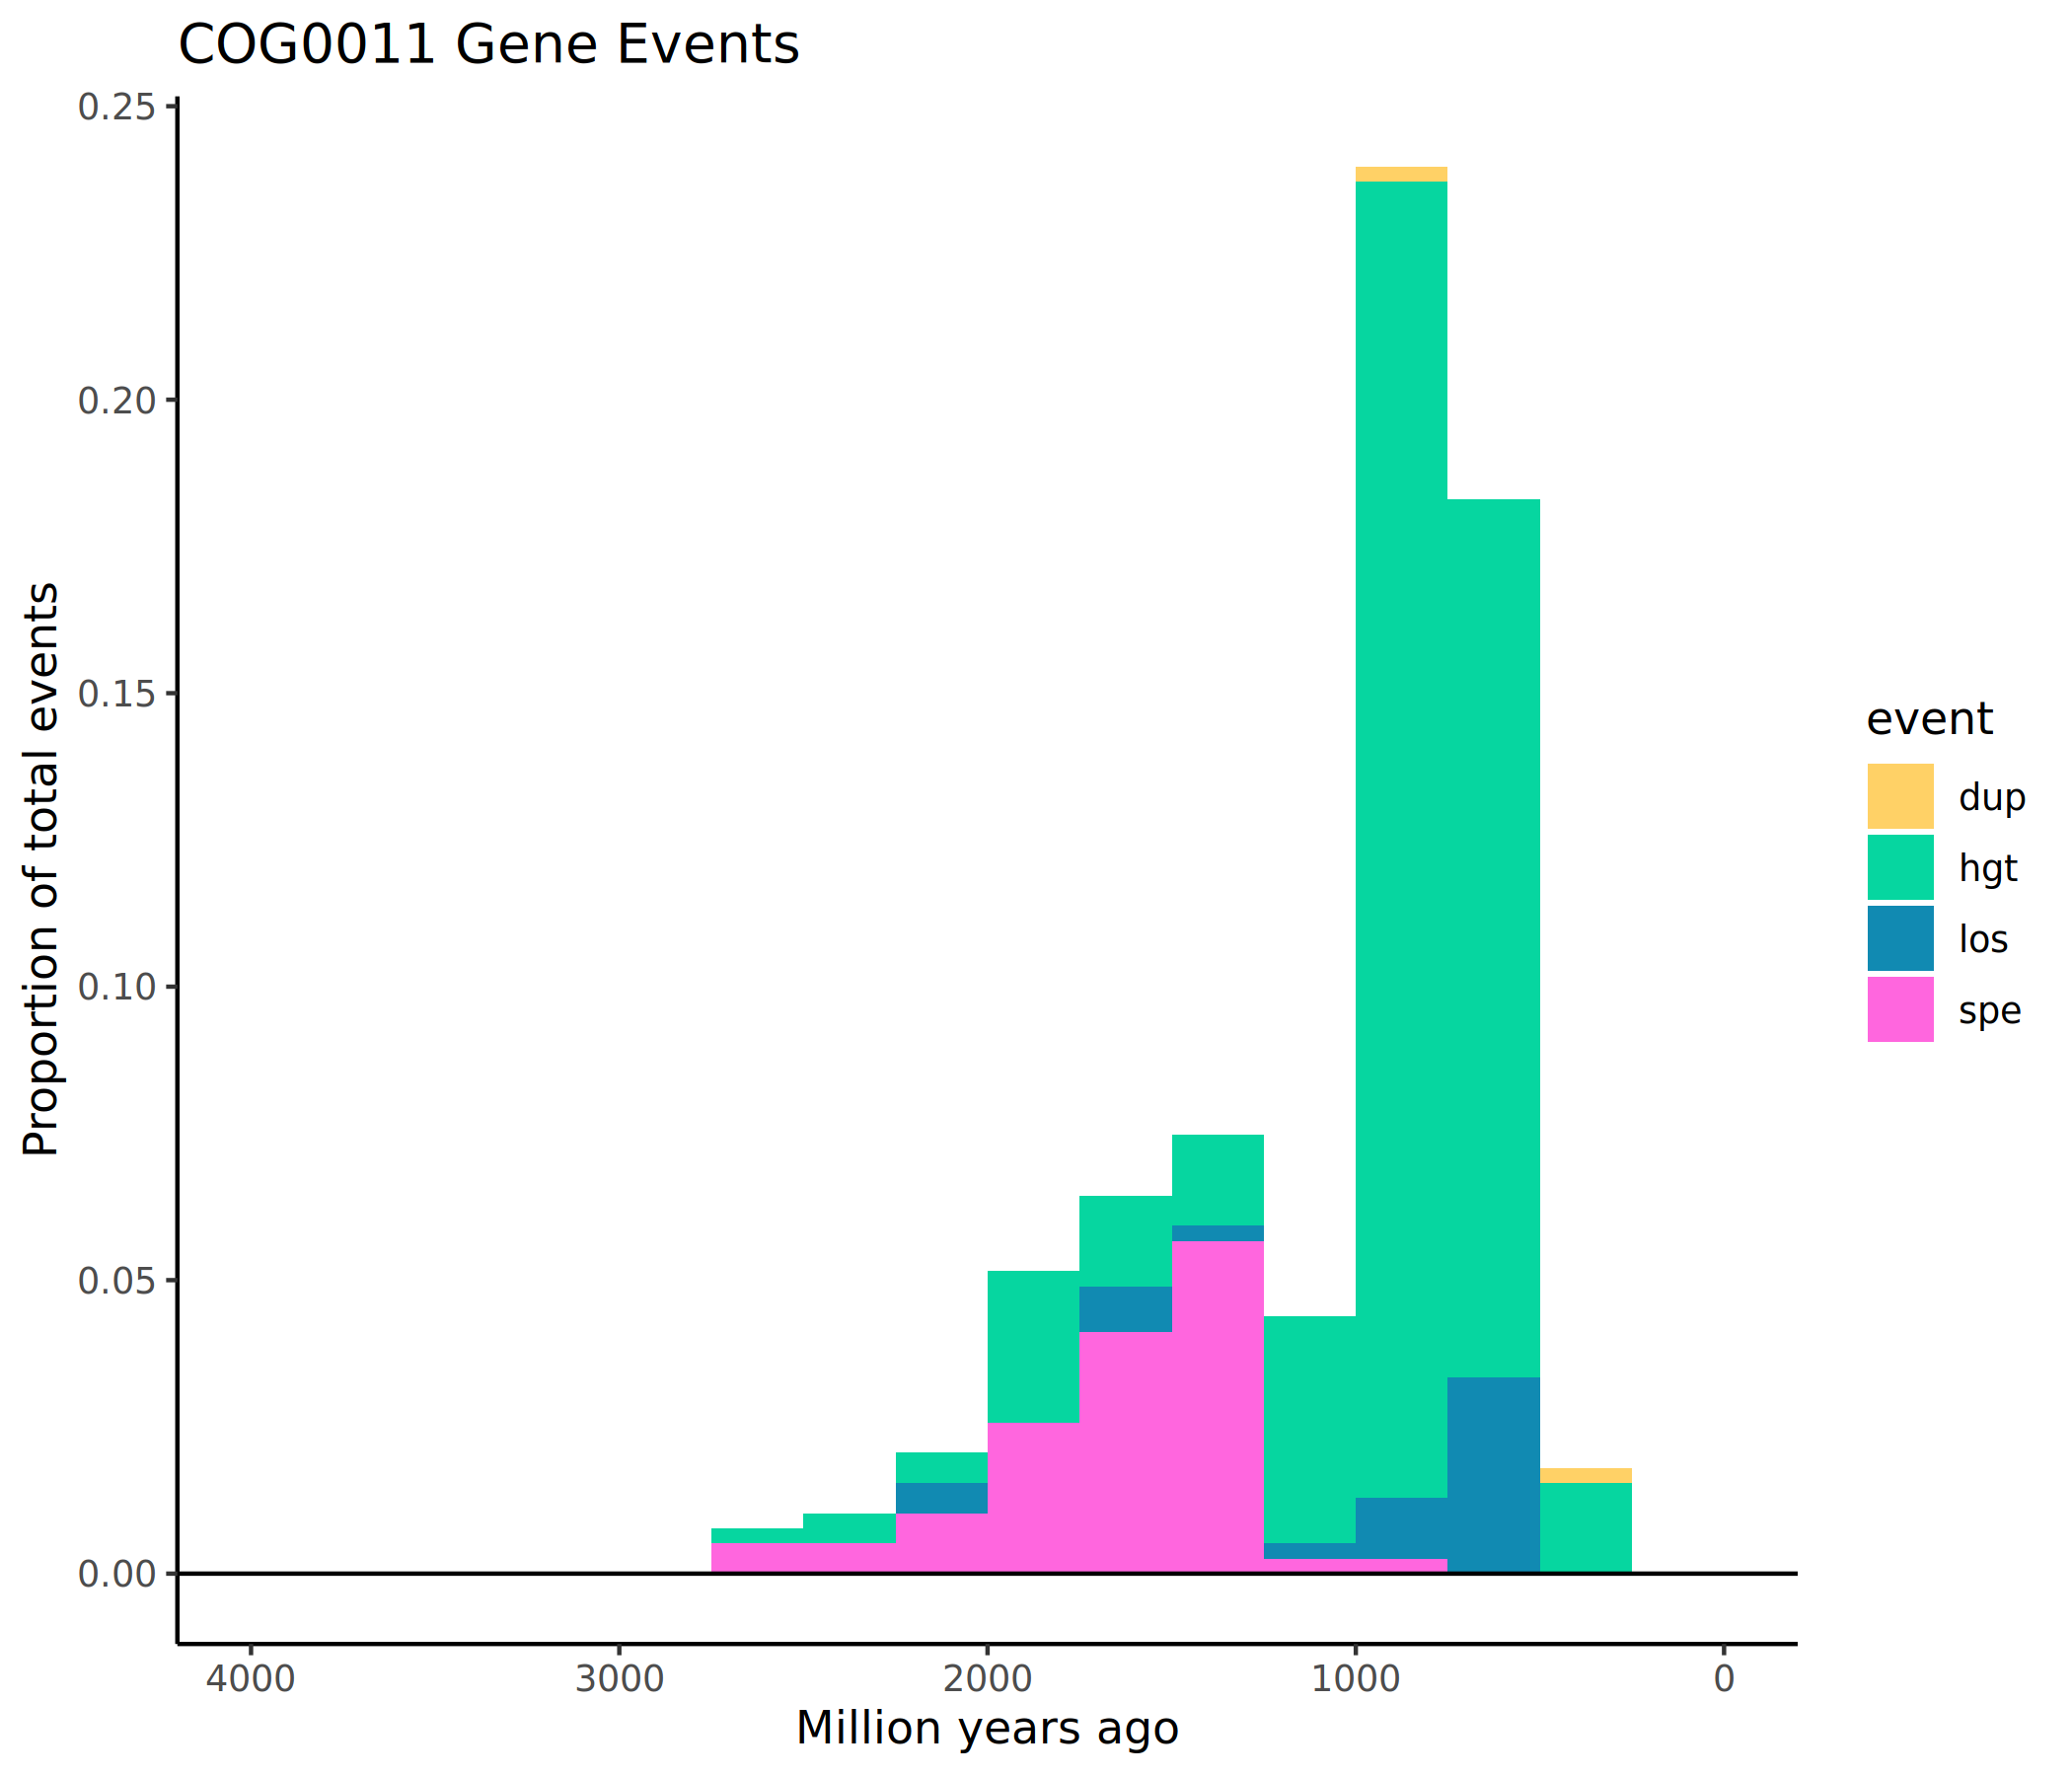 COG0011 Gene Events
0.25
0.20
0.15
0.10
0.05
0.00
Proportion of total events
4000 3000 2000 1000 0
Million years ago
event
dup
hgt
los
spe